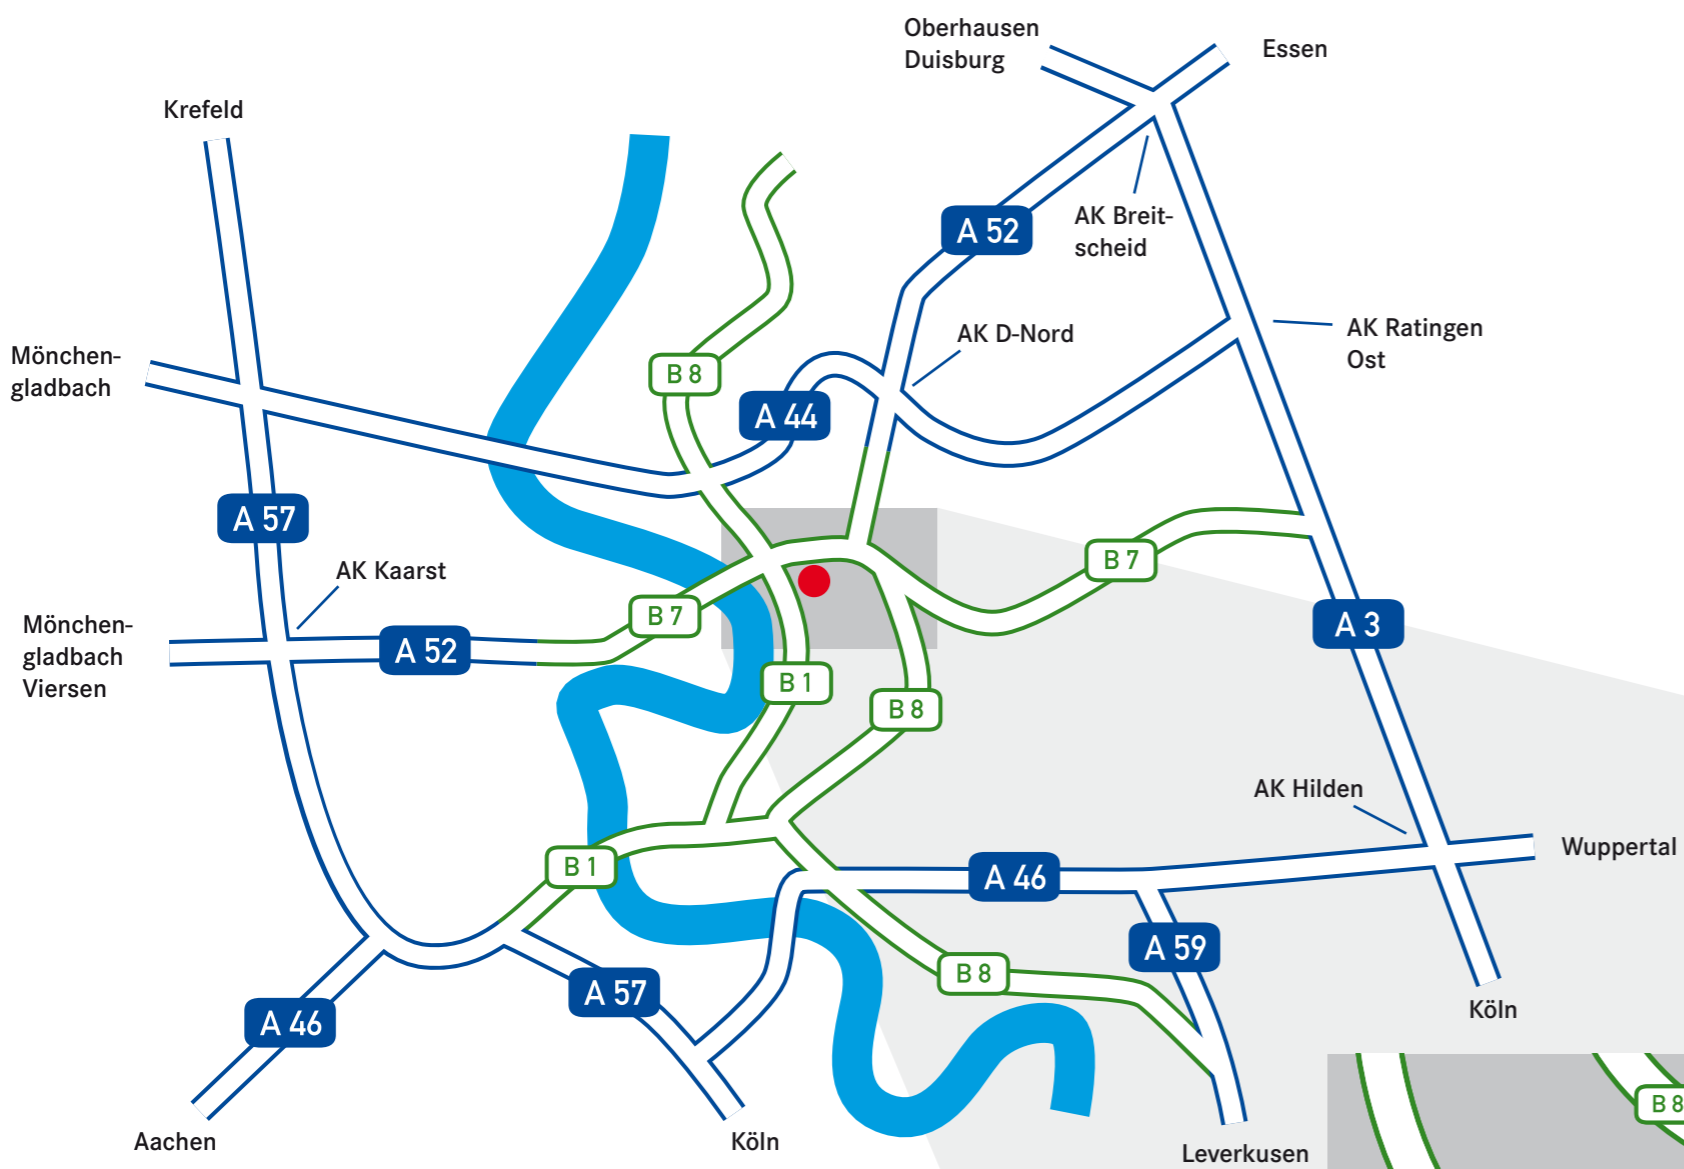 Oberhausen
Duisburg
Essen
Krefeld
A 52
AK Breit-
scheid
AK D-Nord
AK Ratingen
Ost
Mönchen-
gladbach
B 8
A 44
A 57
AK Kaarst
B 7
B 7
A 3
Mönchen-
gladbach
Viersen
A 52
B 1
B 8
AK Hilden
Wuppertal
B 1
A 46
A 59
B 8
A 57
A 46
Köln
B 8
Aachen
Köln
Leverkusen